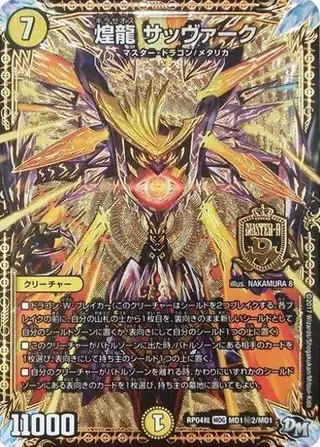 7
キラゼオス
煌龍 サッヴァーク
マスター・ドラゴン/メタリカ
MASTER-D
illus. NAKAMURA 8
クリーチャー
■ドラゴン・W・ブレイカー(このクリーチャーはシールドを2つブレイクする。各ブ
レイクの前に、自分の山札の上から1枚目を、裏向きのまま新しいシールドとして
自分のシールドゾーンに置くか、表向きにして自分のシールド1つの上に置く)
■このクリーチャーがバトルゾーンに出た時、バトルゾーンにある相手のカードを
1枚選び、表向きにして持ち主のシールド1つの上に置く。
■自分のクリーチャーがバトルゾーンを離れる時、かわりにいずれかのシールドゾーンにある表向きのカードを1枚選び、持ち主の墓地に置いてもよい。
11000
1
RP04裁 MDG MD1 秘2/MD1
DM